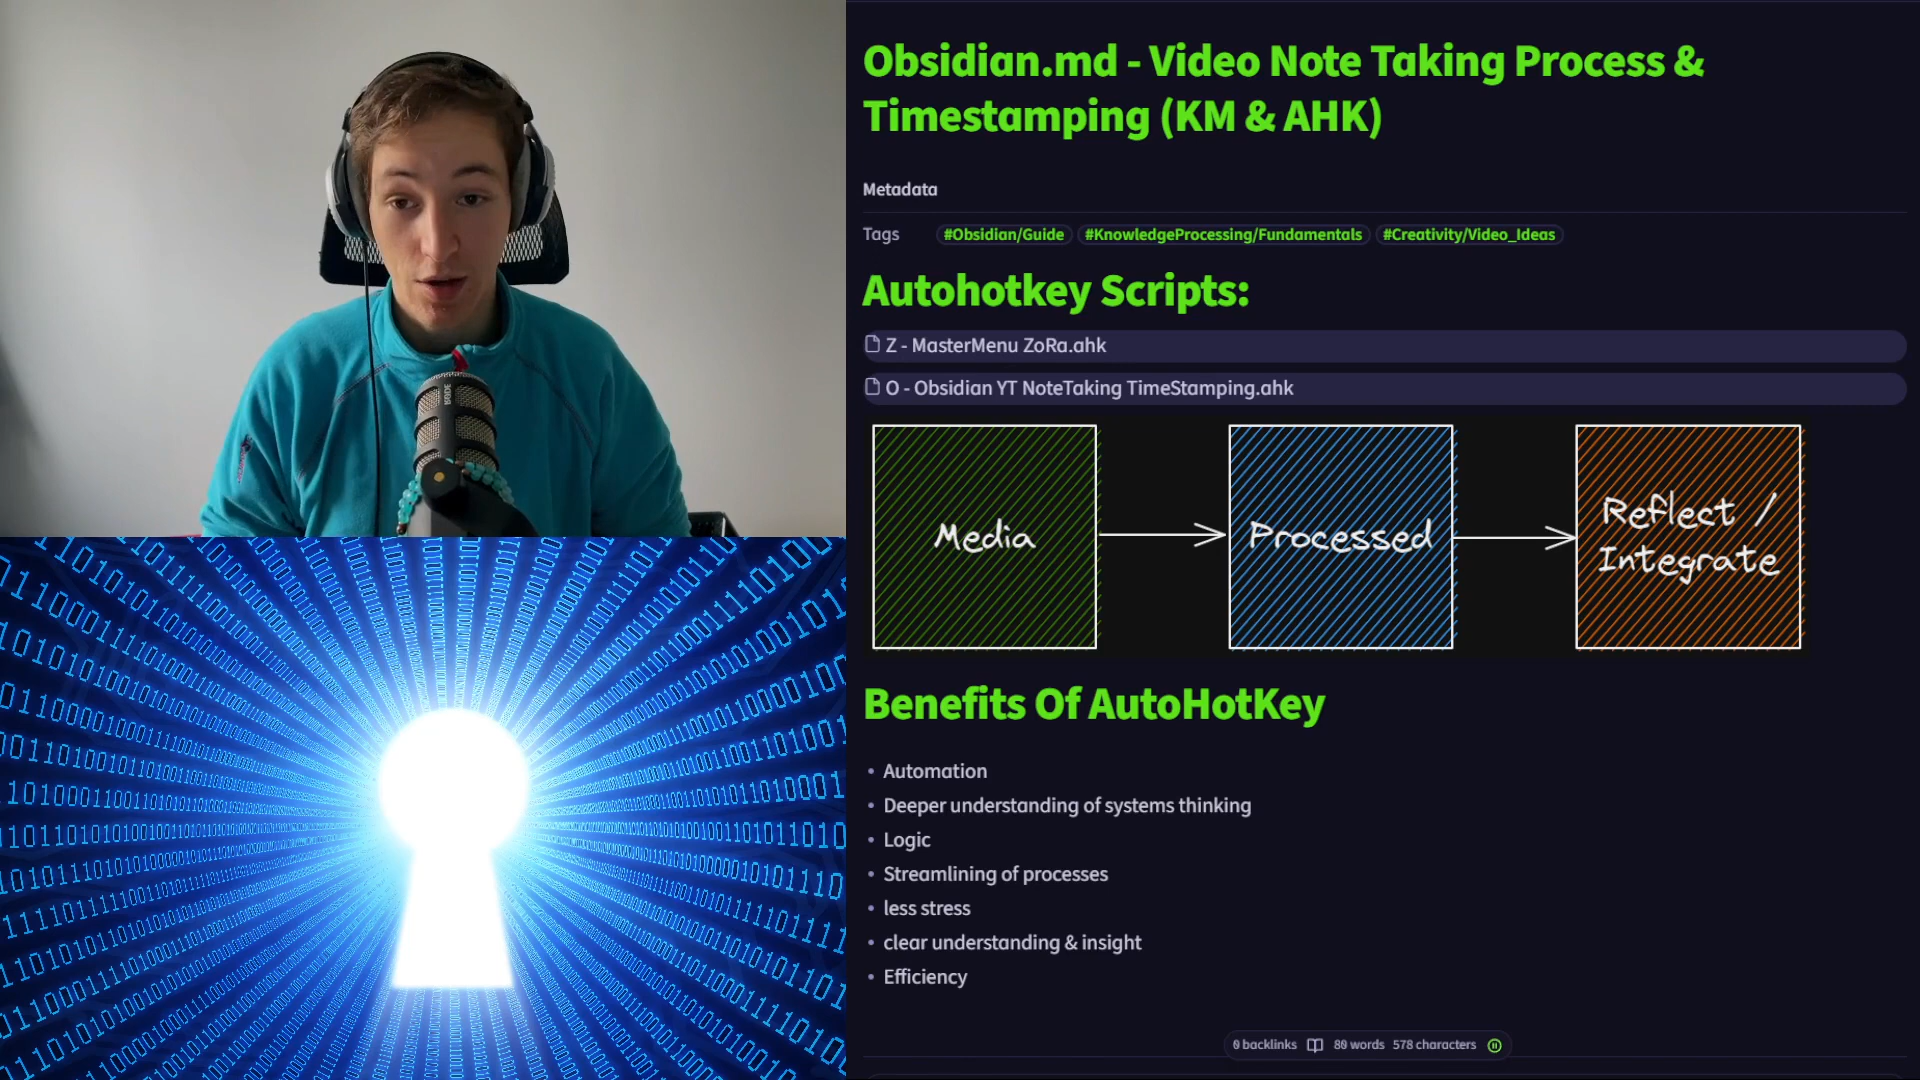 Obsidian.md - Video Note Taking Process &
Timestamping (KM & AHK)
Metadata
Tags #Obsidian/Guide #KnowledgeProcessing/Fundamentals #Creativity/Video_Ideas
Autohotkey Scripts:
Z - MasterMenu ZoRa.ahk
O - Obsidian YT NoteTaking TimeStamping.ahk
Media
Processed
Reflect /
Integrate
Benefits Of AutoHotKey
• Automation
• Deeper understanding of systems thinking
• Logic
• Streamlining of processes
• less stress
• clear understanding & insight
• Efficiency
0 backlinks 80 words 578 characters
RODE